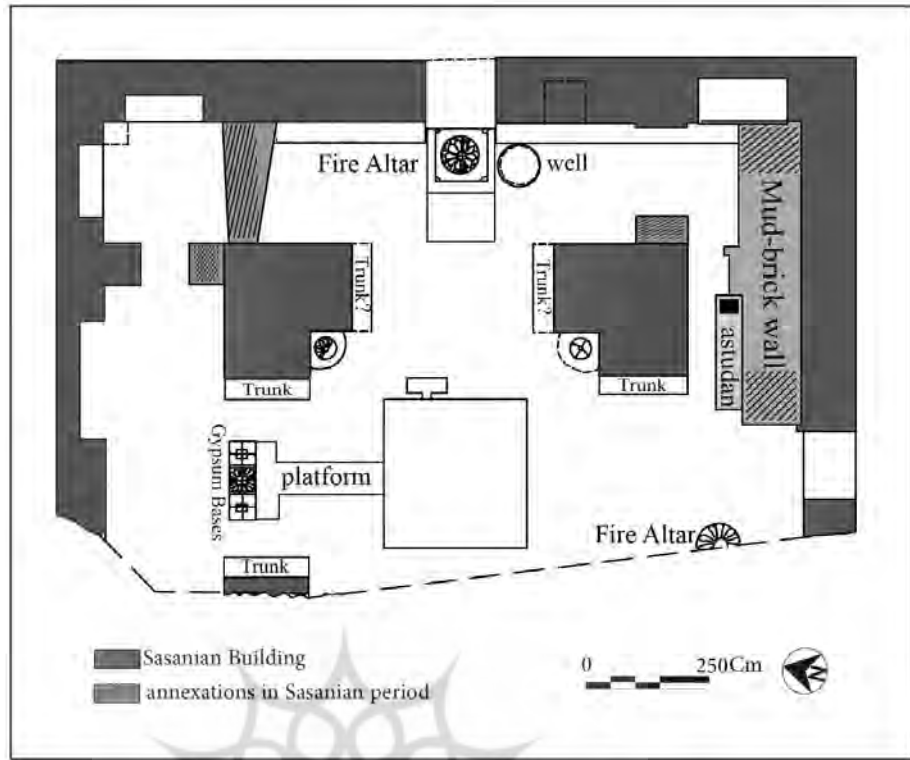 Fire Altar
well
Mud-brick wall
Trunk?
Trunk?
astudan
Trunk
Trunk
Gypsum Bases
platform
Fire Altar
Trunk
Sasanian Building
annexations in Sasanian period
0 250Cm
N